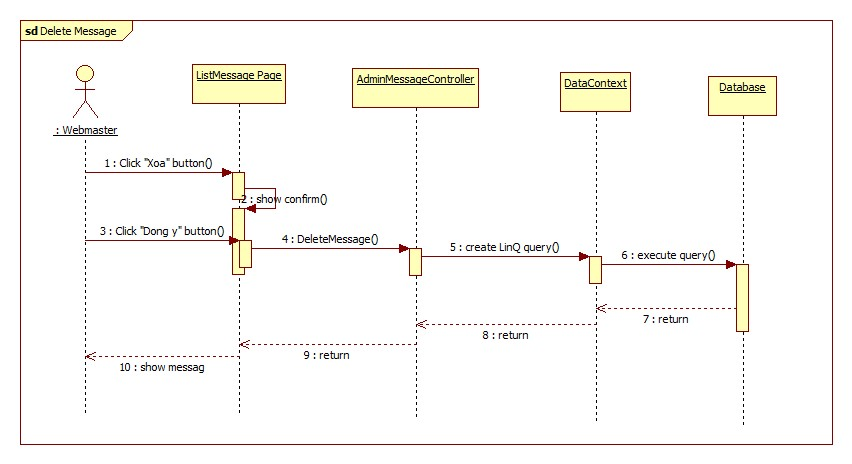 sd Delete Message
ListMessage Page
AdminMessageController
DataContext
Database
: Webmaster
1 : Click "Xoa" button()
2 : show confirm()
3 : Click "Dong y" button()
4 : DeleteMessage()
5 : create LinQ query()
6 : execute query()
7 : return
8 : return
9 : return
10 : show messag